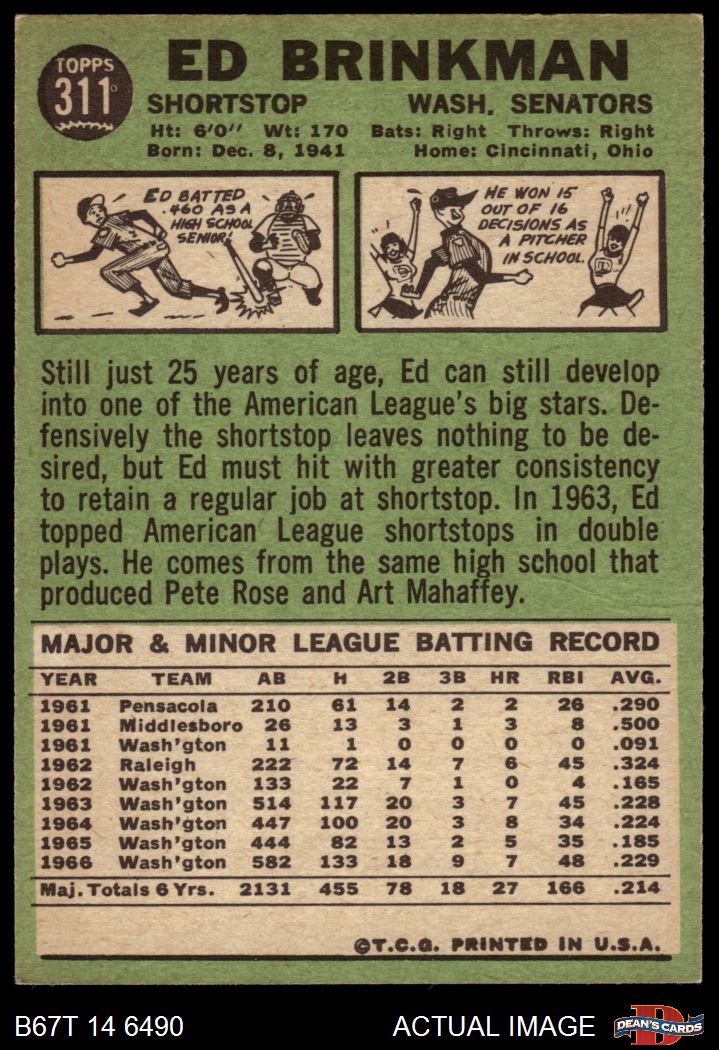 TOPPS
311
ED BRINKMAN
SHORTSTOP WASH. SENATORS
Ht: 6'0" Wt: 170 Bats: Right Throws: Right
Born: Dec. 8, 1941 Home: Cincinnati, Ohio
ED BATTED
.460 AS A
HIGH SCHOOL
SENIOR!
HE WON 15
OUT OF 16
DECISIONS AS
A PITCHER
IN SCHOOL.
Still just 25 years of age, Ed can still develop
into one of the American League's big stars. De-
fensively the shortstop leaves nothing to be de-
sired, but Ed must hit with greater consistency
to retain a regular job at shortstop. In 1963, Ed
topped American League shortstops in double
plays. He comes from the same high school that
produced Pete Rose and Art Mahaffey.
MAJOR & MINOR LEAGUE BATTING RECORD
YEAR TEAM AB H 2B 3B HR RBI AVG.
1961 Pensacola 210 61 14 2 2 26 .290
1961 Middlesboro 26 13 3 1 3 8 .500
1961 Wash'gton 11 1 0 0 0 0 .091
1962 Raleigh 222 72 14 7 6 45 .324
1962 Wash'gton 133 22 7 1 0 4 .165
1963 Wash'gton 514 117 20 3 7 45 .228
1964 Wash'gton 447 100 20 3 8 34 .224
1965 Wash'gton 444 82 13 2 5 35 .185
1966 Wash'gton 582 133 18 9 7 48 .229
Maj. Totals 6 Yrs. 2131 455 78 18 27 166 .214
©T.C.G. PRINTED IN U.S.A.
B67T 14 6490 ACTUAL IMAGE D DEAN'S CARDS